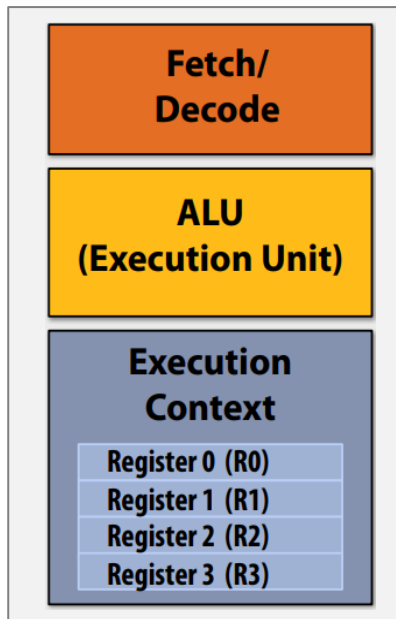 Fetch/
Decode
ALU
(Execution Unit)
Execution
Context
Register 0 (R0)
Register 1 (R1)
Register 2 (R2)
Register 3 (R3)